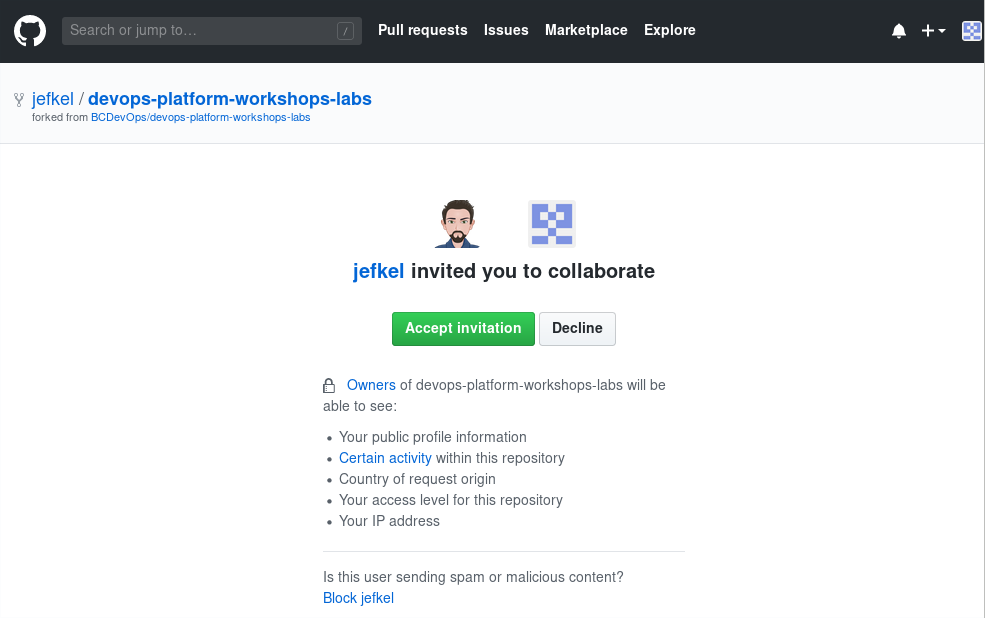 Search or jump to… / Pull requests Issues Marketplace Explore
jefkel / devops-platform-workshops-labs
forked from BCDevOps/devops-platform-workshops-labs
jefkel invited you to collaborate
Accept invitation Decline
Owners of devops-platform-workshops-labs will be
able to see:
• Your public profile information
• Certain activity within this repository
• Country of request origin
• Your access level for this repository
• Your IP address
Is this user sending spam or malicious content?
Block jefkel